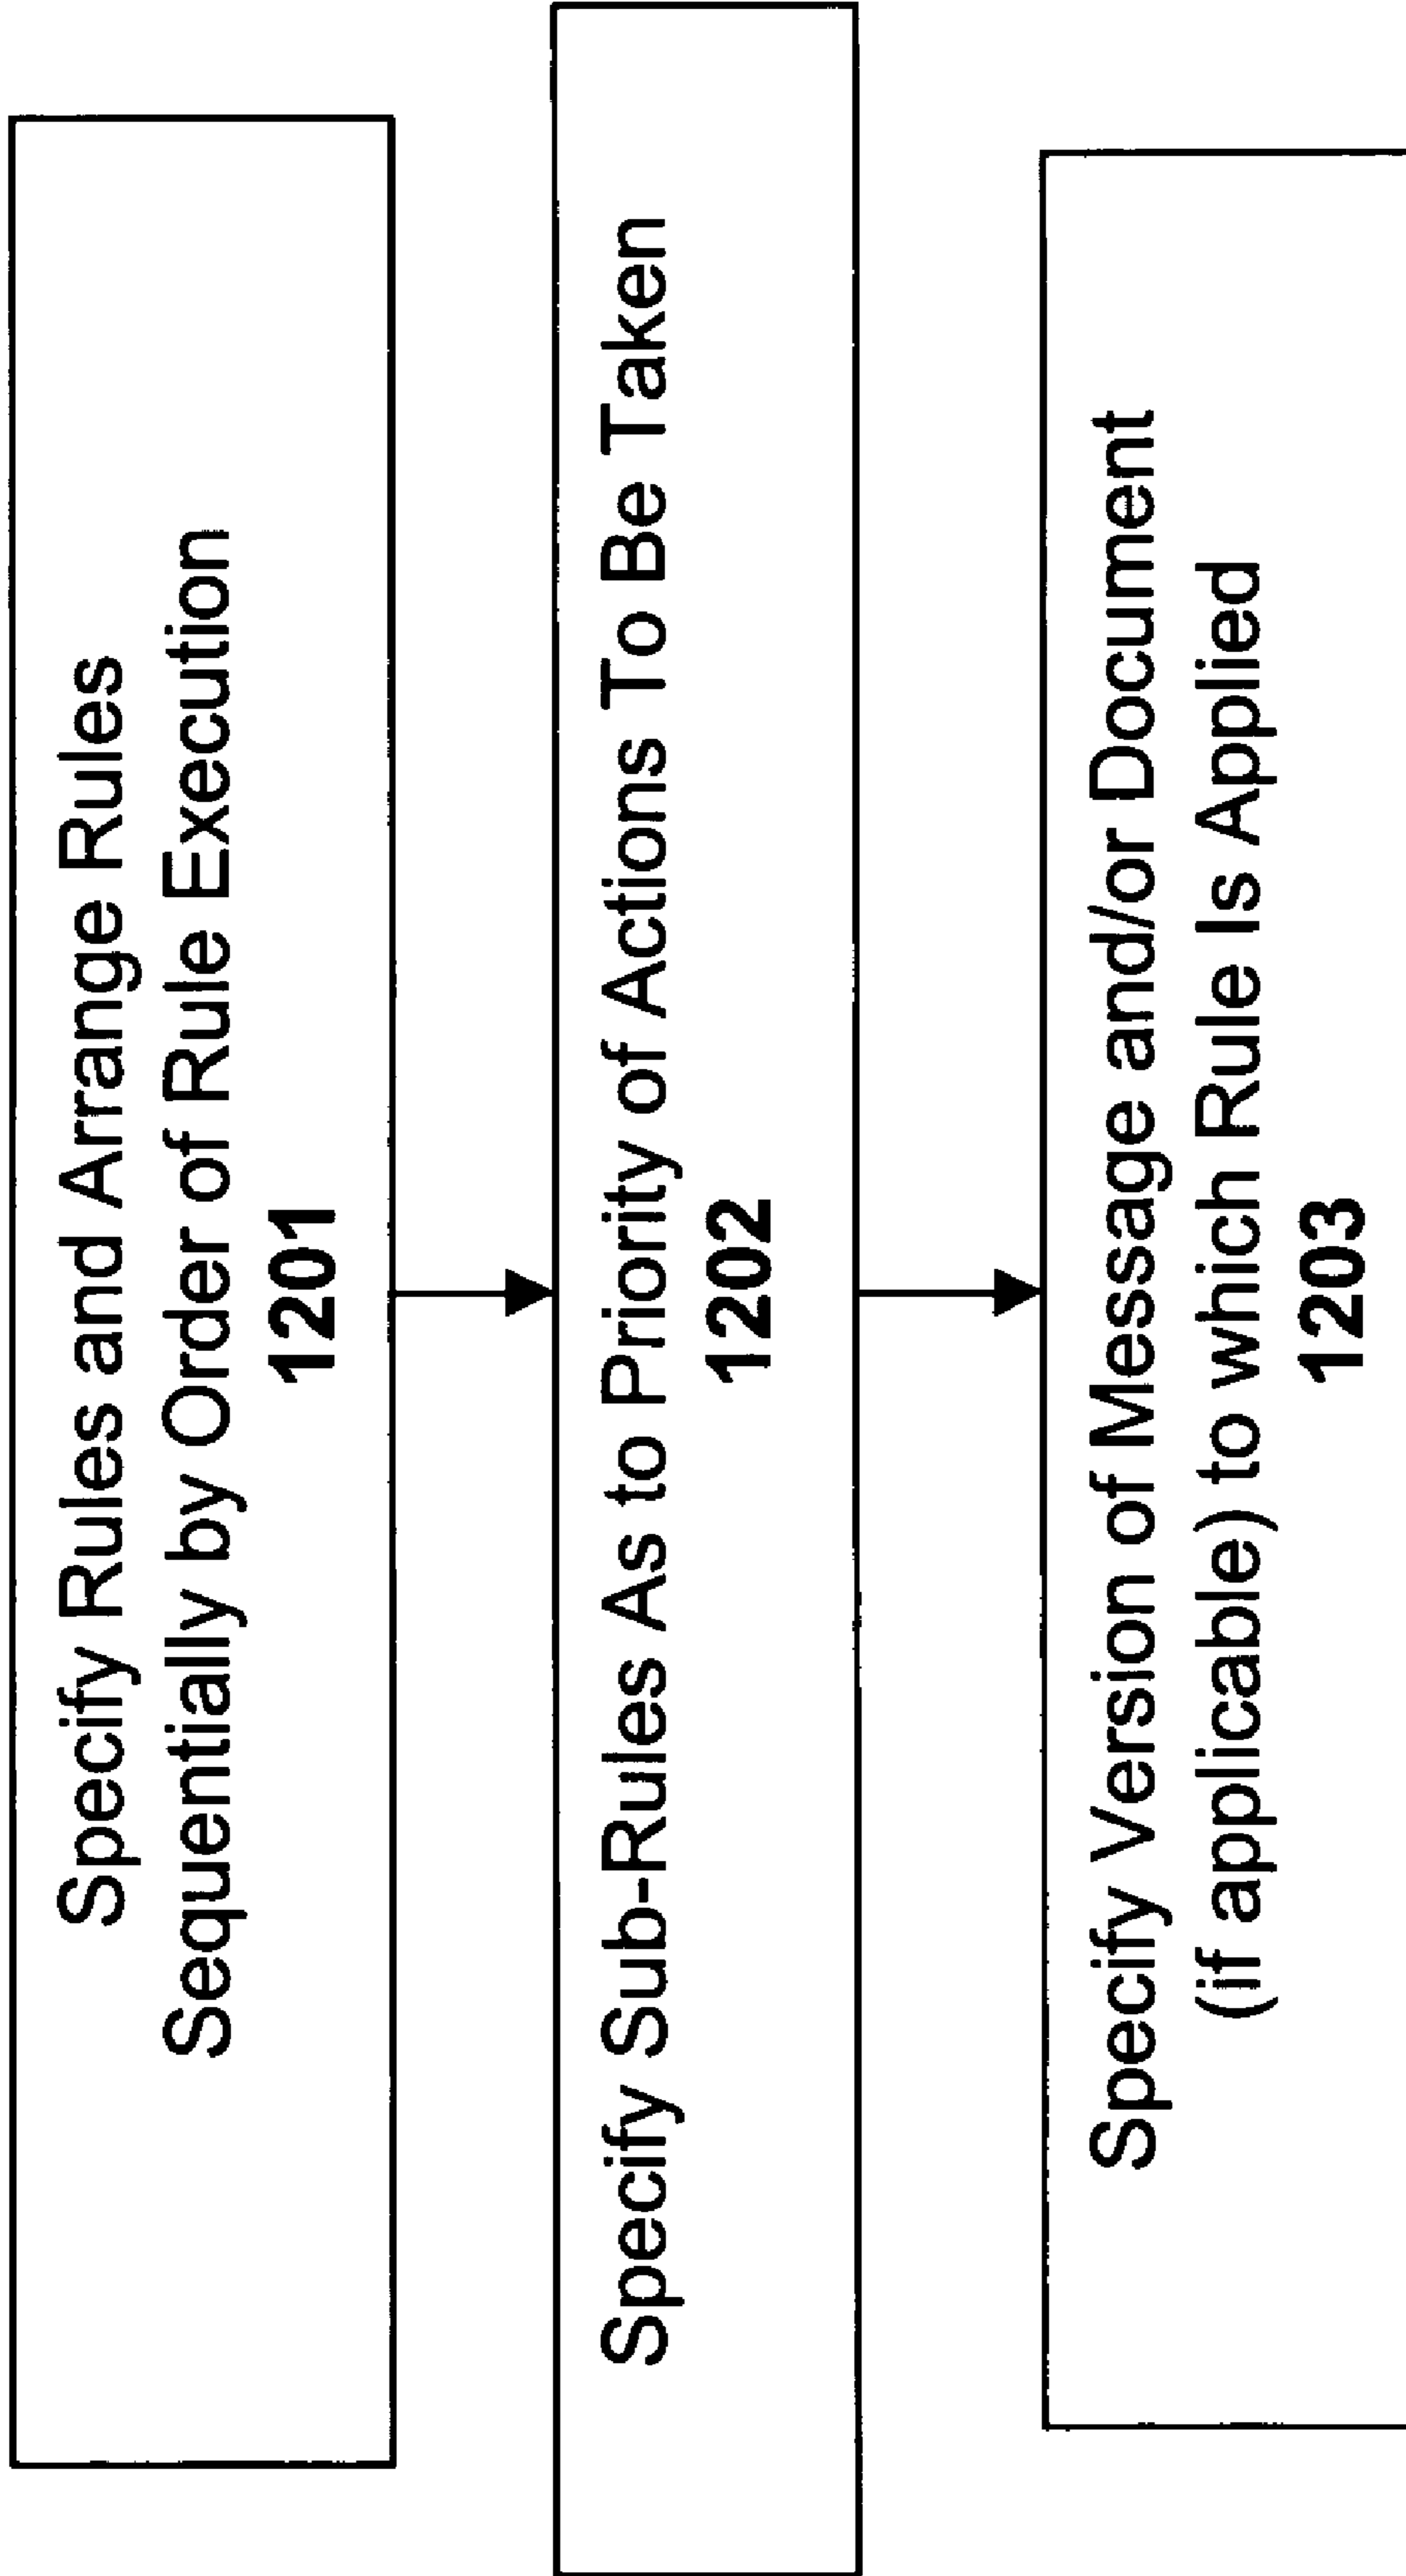 Specify Rules and Arrange Rules
Sequentially by Order of Rule Execution
1201
Specify Sub-Rules As to Priority of Actions To Be Taken
1202
Specify Version of Message and/or Document
(if applicable) to which Rule Is Applied
1203